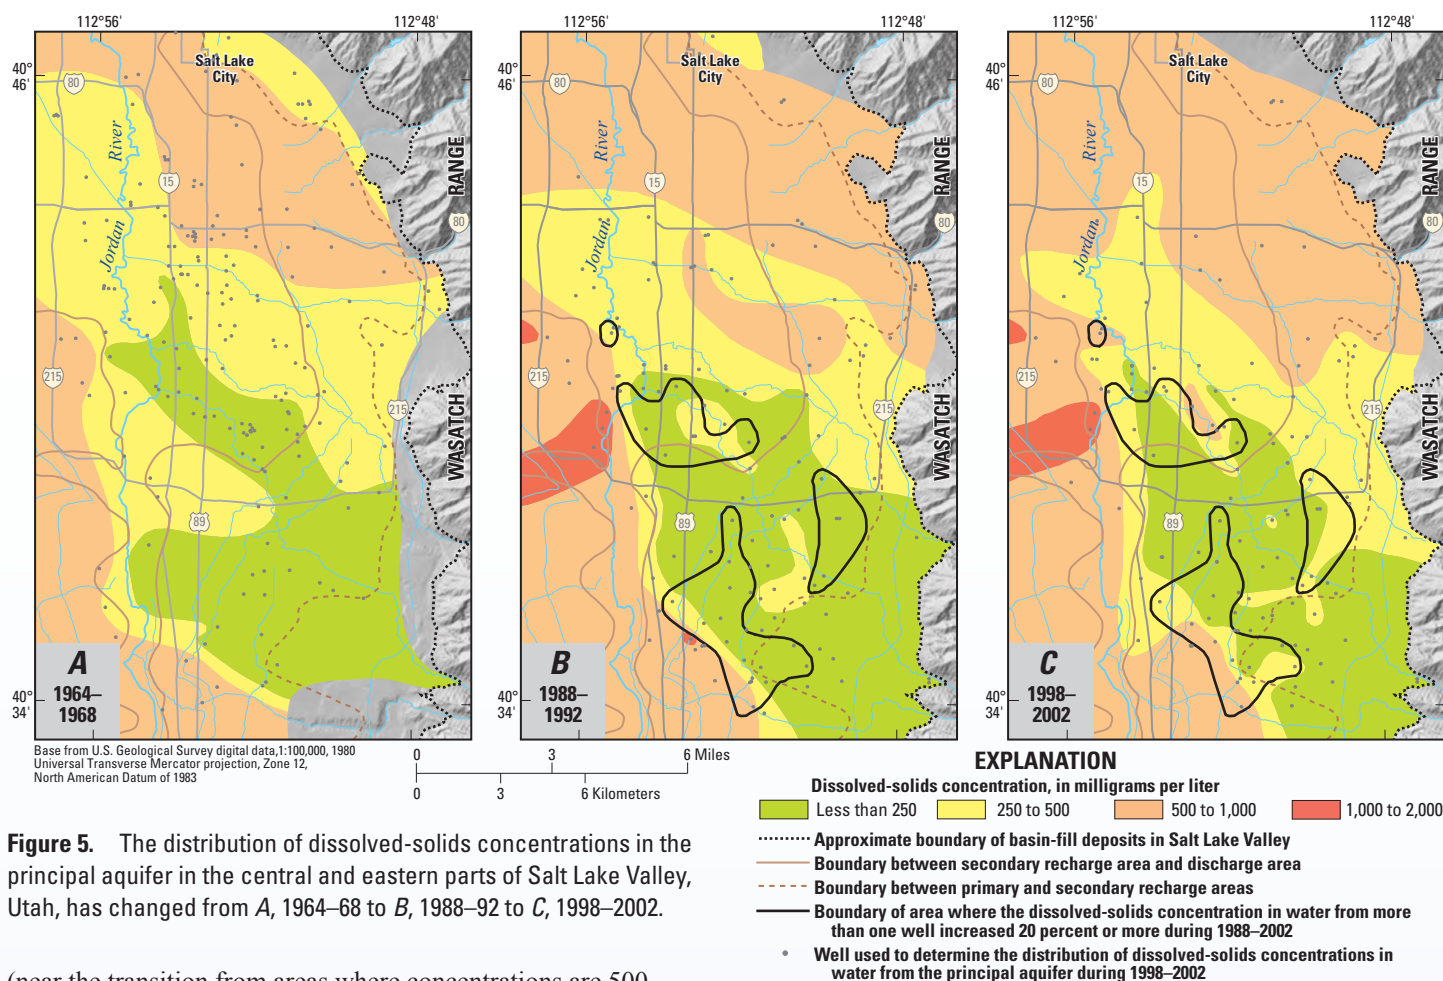 112°56'
112°48'
112°56'
112°48'
112°56'
112°48'
40°
46'
80
Salt Lake
City
River
Jordan
15
RANGE
80
215
215
WASATCH
89
A
1964–
1968
40°
34'
40°
46'
80
Salt Lake
City
River
Jordan
15
RANGE
80
215
215
WASATCH
89
B
1988–
1992
40°
34'
40°
46'
80
Salt Lake
City
River
Jordan
15
RANGE
80
215
215
WASATCH
89
C
1998–
2002
40°
34'
Base from U.S. Geological Survey digital data,1:100,000, 1980
Universal Transverse Mercator projection, Zone 12,
North American Datum of 1983
0 3 6 Miles
0 3 6 Kilometers
EXPLANATION
Dissolved-solids concentration, in milligrams per liter
Less than 250 250 to 500 500 to 1,000 1,000 to 2,000
Approximate boundary of basin-fill deposits in Salt Lake Valley
Boundary between secondary recharge area and discharge area
Boundary between primary and secondary recharge areas
Boundary of area where the dissolved-solids concentration in water from more
than one well increased 20 percent or more during 1988–2002
Well used to determine the distribution of dissolved-solids concentrations in
water from the principal aquifer during 1998–2002
Figure 5. The distribution of dissolved-solids concentrations in the
principal aquifer in the central and eastern parts of Salt Lake Valley,
Utah, has changed from A, 1964–68 to B, 1988–92 to C, 1998–2002.
(near the transition from areas where concentrations are 500